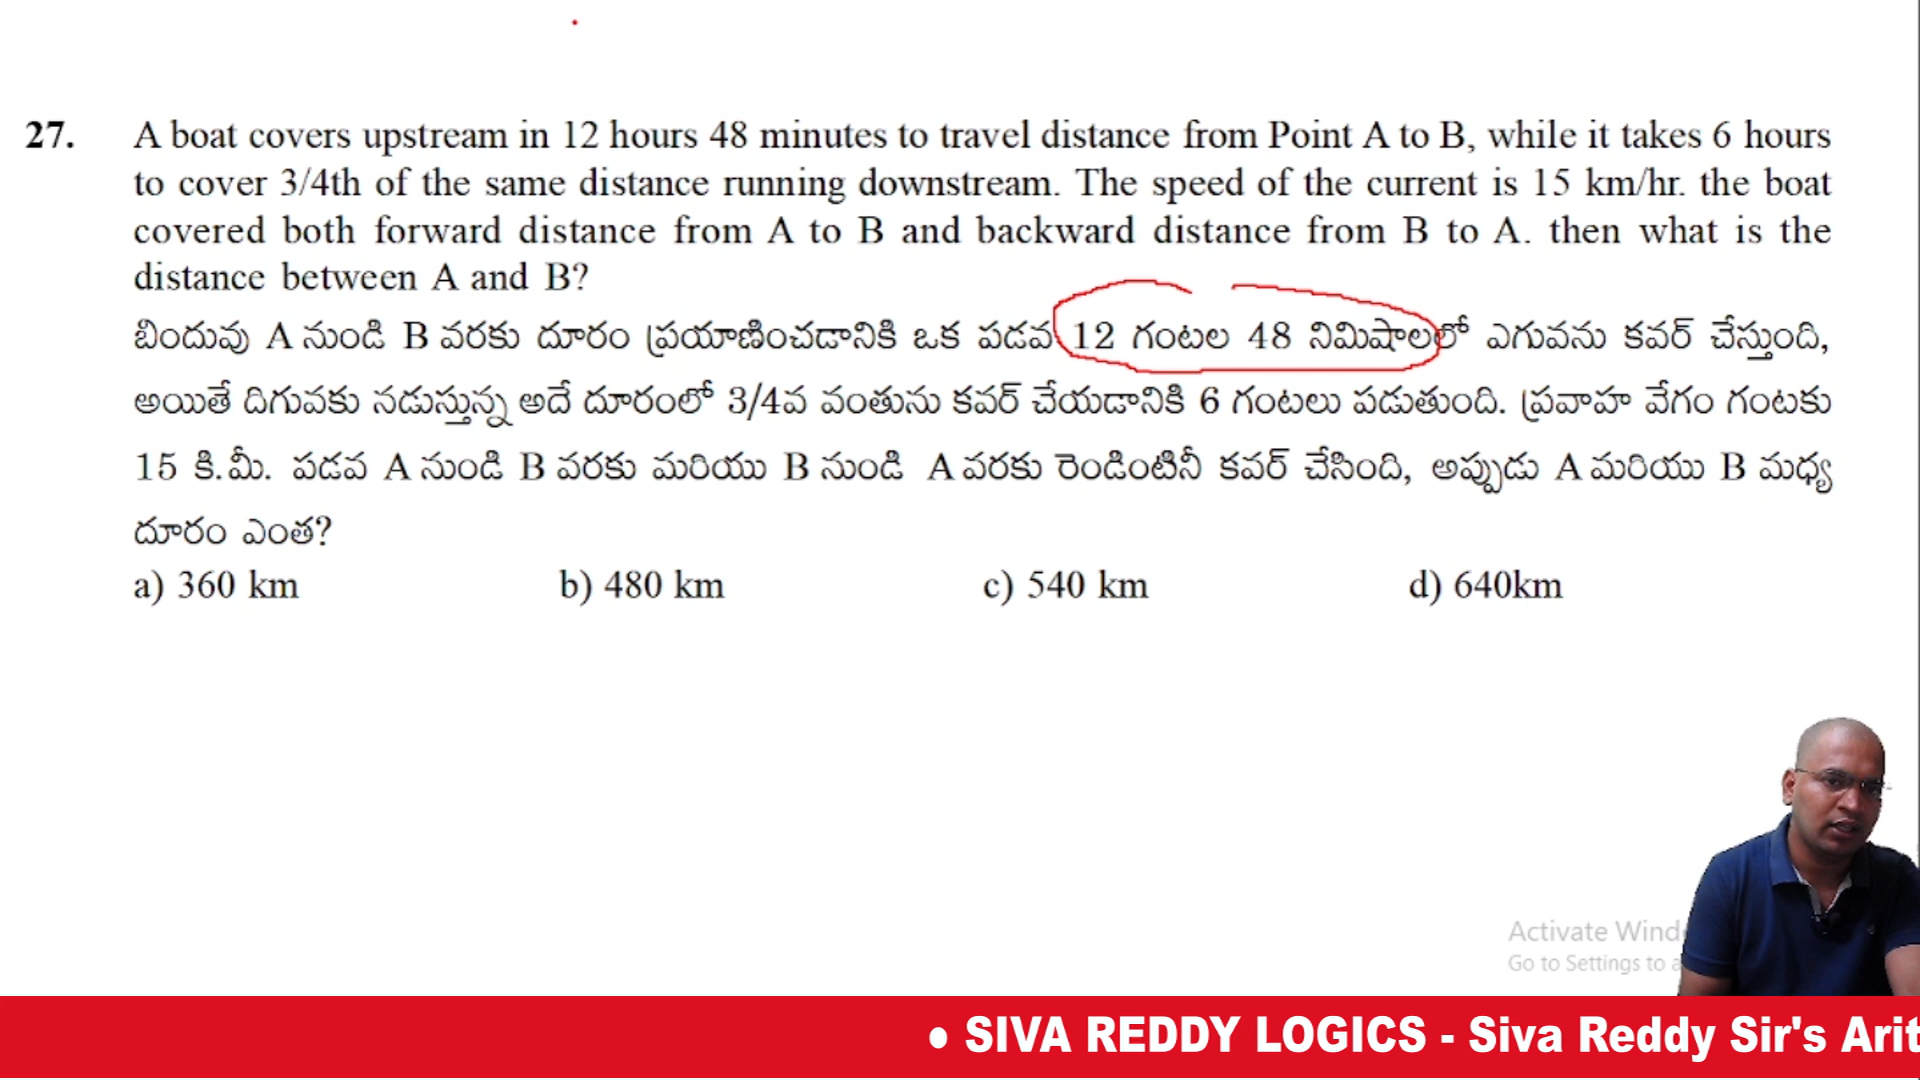 27. A boat covers upstream in 12 hours 48 minutes to travel distance from Point A to B, while it takes 6 hours
to cover 3/4th of the same distance running downstream. The speed of the current is 15 km/hr. the boat
covered both forward distance from A to B and backward distance from B to A. then what is the
distance between A and B?
బిందువు A నుండి B వరకు దూరం ప్రయాణించడానికి ఒక పడవ 12 గంటల 48 నిమిషాలలో ఎగువను కవర్ చేస్తుంది,
అయితే దిగువకు నడుస్తున్న అదే దూరంలో 3/4వ వంతును కవర్ చేయడానికి 6 గంటలు పడుతుంది. ప్రవాహ వేగం గంటకు
15 కి.మీ. పడవ A నుండి B వరకు మరియు B నుండి A వరకు రెండింటినీ కవర్ చేసింది, అప్పుడు A మరియు B మధ్య
దూరం ఎంత?
a) 360 km b) 480 km c) 540 km d) 640km
Activate Wind
Go to Settings to a
• SIVA REDDY LOGICS - Siva Reddy Sir's Arit